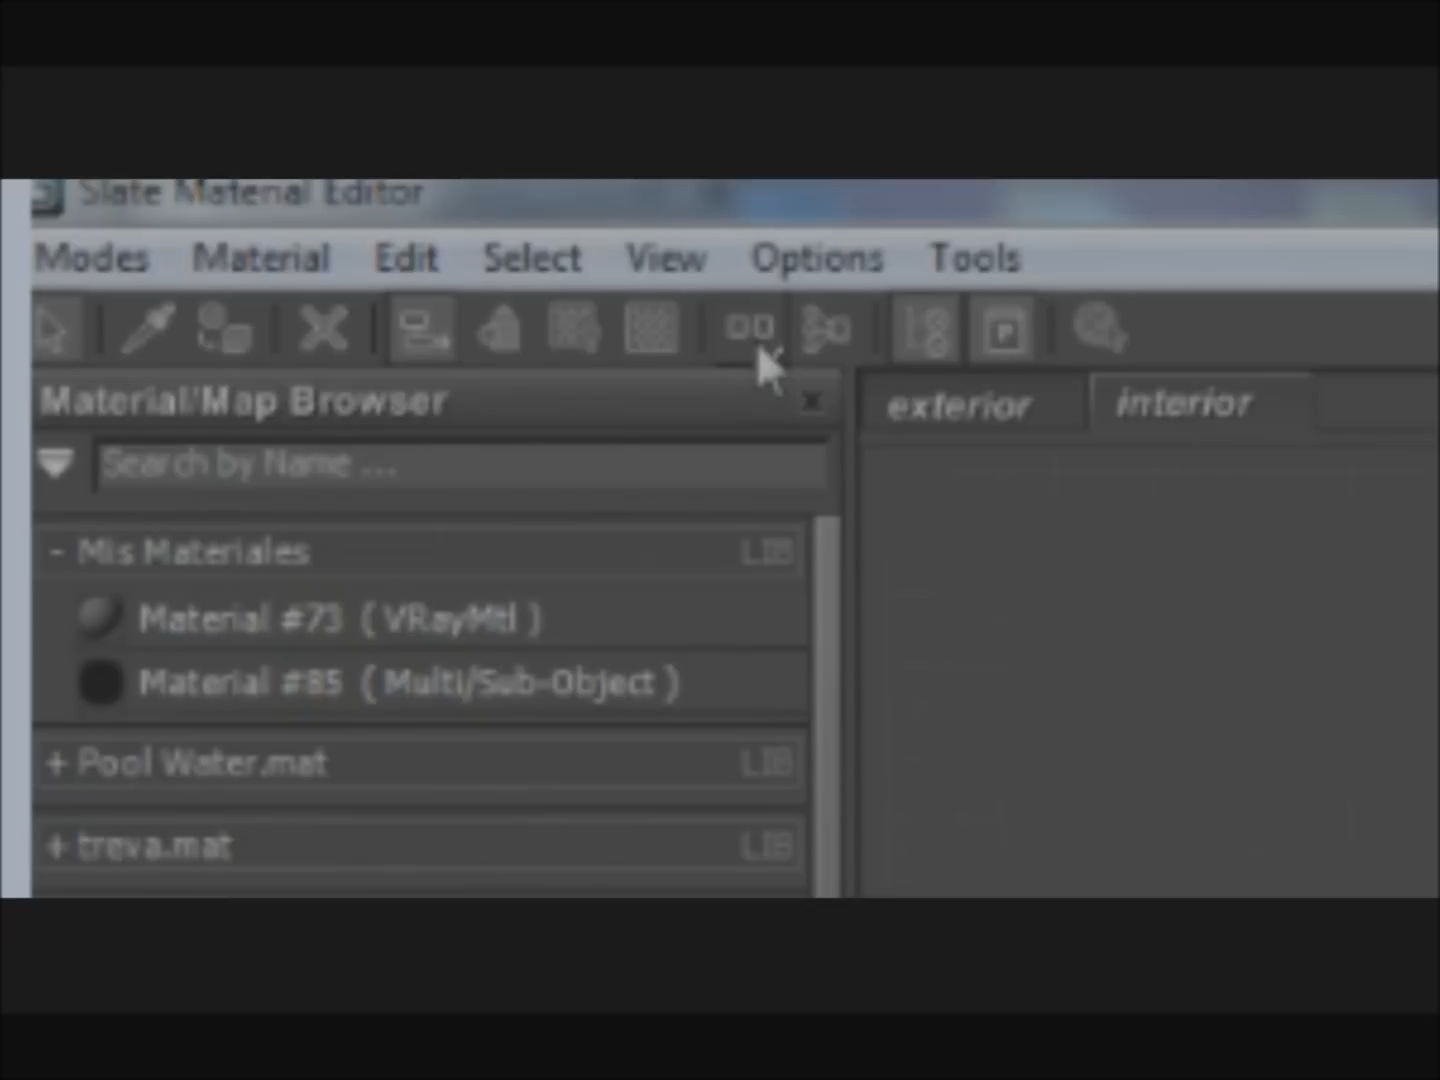 Slate Material Editor
Modes Material Edit Select View Options Tools
Material/Map Browser
exterior interior
Search by Name ...
- Mis Materiales LIB
Material #73 ( VRayMtl )
Material #85 ( Multi/Sub-Object )
+ Pool Water.mat LIB
+ treva.mat LIB